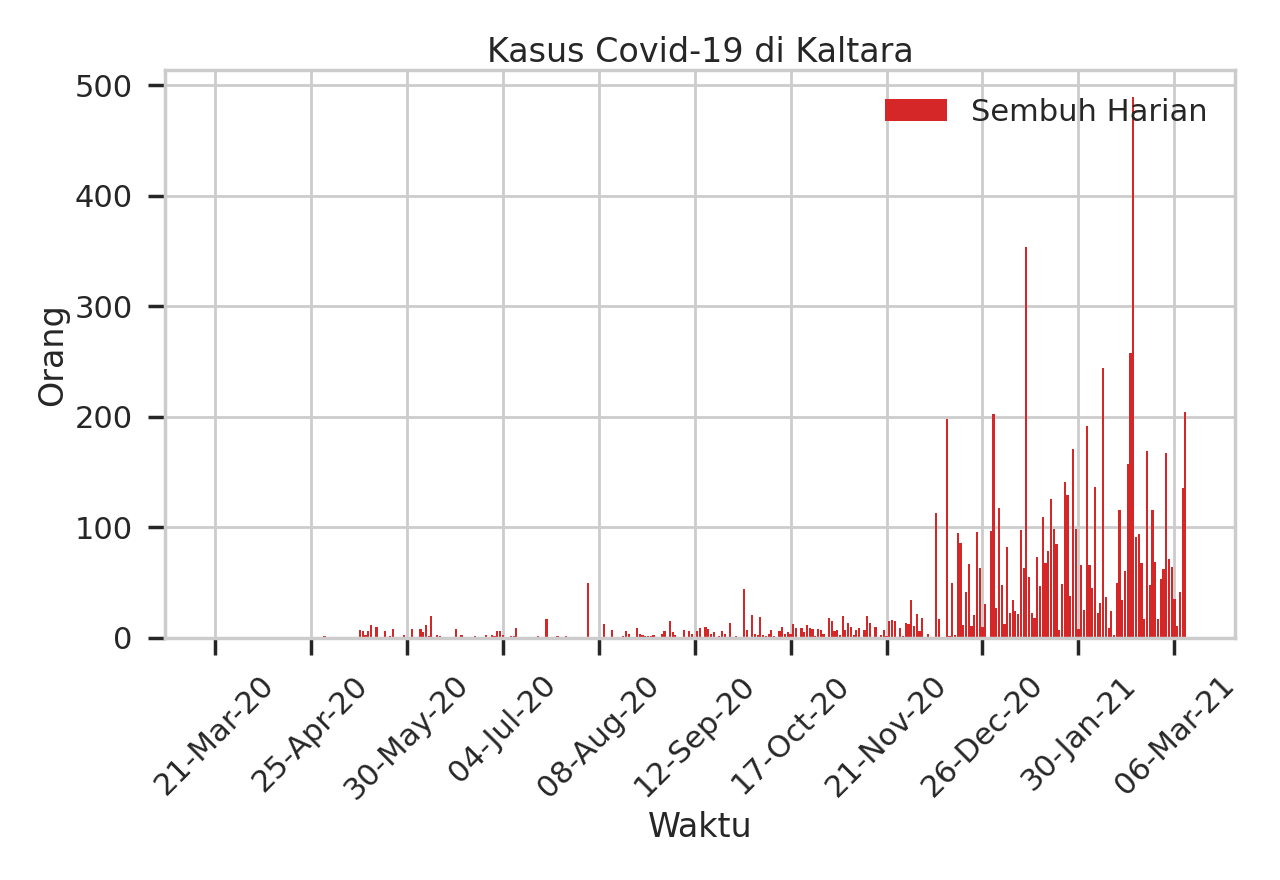 Kasus Covid-19 di Kaltara
Sembuh Harian
Orang
500
400
300
200
100
0
21-Mar-20
25-Apr-20
30-May-20
04-Jul-20
08-Aug-20
12-Sep-20
17-Oct-20
21-Nov-20
26-Dec-20
30-Jan-21
06-Mar-21
Waktu